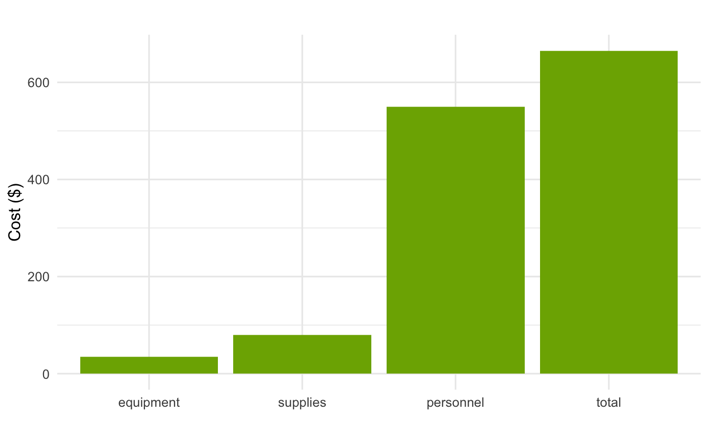 Cost ($)
600
400
200
0
equipment supplies personnel total